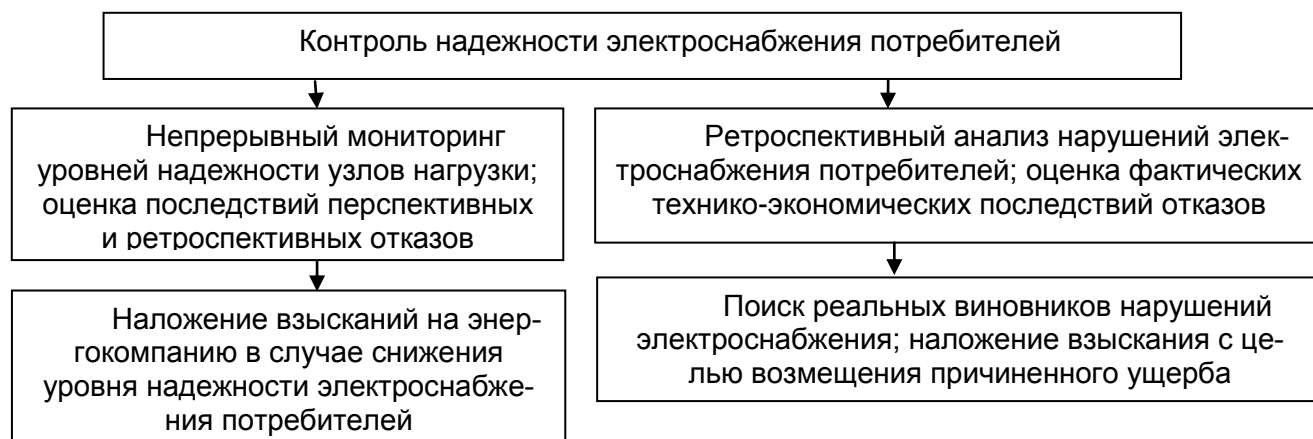 Контроль надежности электроснабжения потребителей
Непрерывный мониторинг
уровней надежности узлов нагрузки;
оценка последствий перспективных
и ретроспективных отказов
Ретроспективный анализ нарушений элек-
троснабжения потребителей; оценка фактических
технико-экономических последствий отказов
Наложение взысканий на энер-
гокомпанию в случае снижения
уровня надежности электроснабже-
ния потребителей
Поиск реальных виновников нарушений
электроснабжения; наложение взыскания с це-
лью возмещения причиненного ущерба